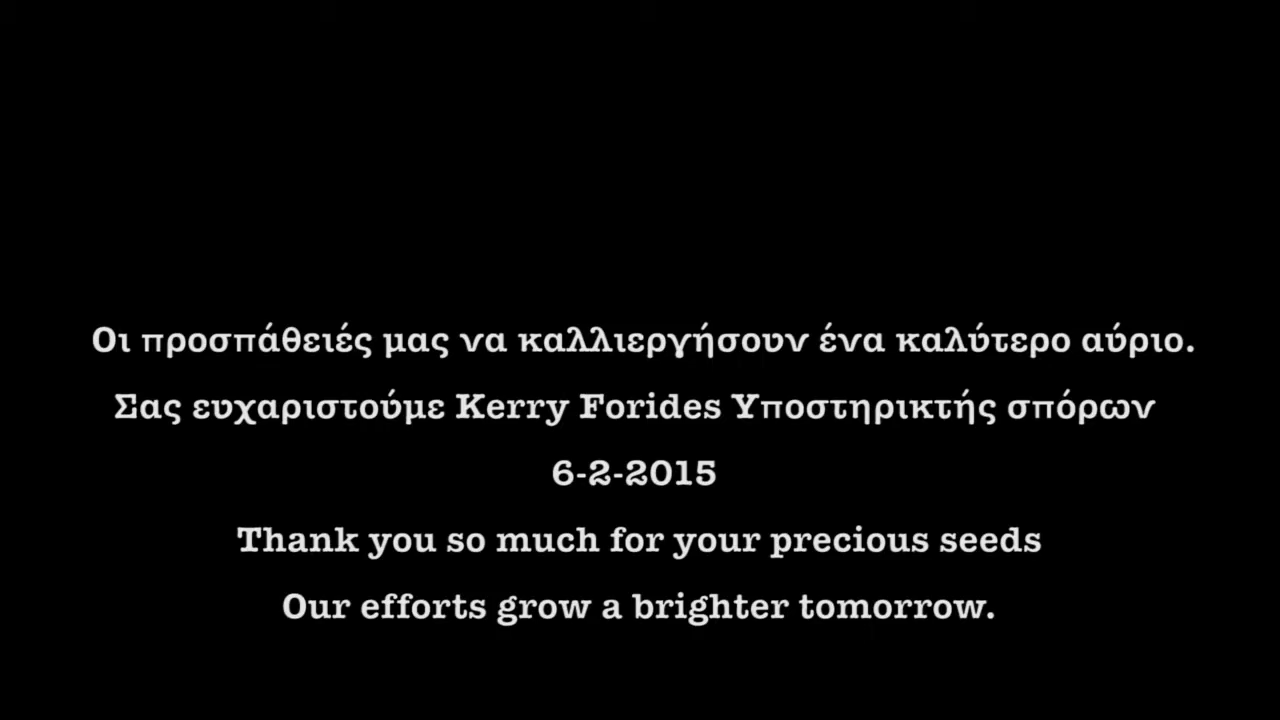 Οι προσπάθειές μας να καλλιεργήσουν ένα καλύτερο αύριο.
Σας ευχαριστούμε Kerry Forides Υποστηρικτής σπόρων
6-2-2015
Thank you so much for your precious seeds
Our efforts grow a brighter tomorrow.